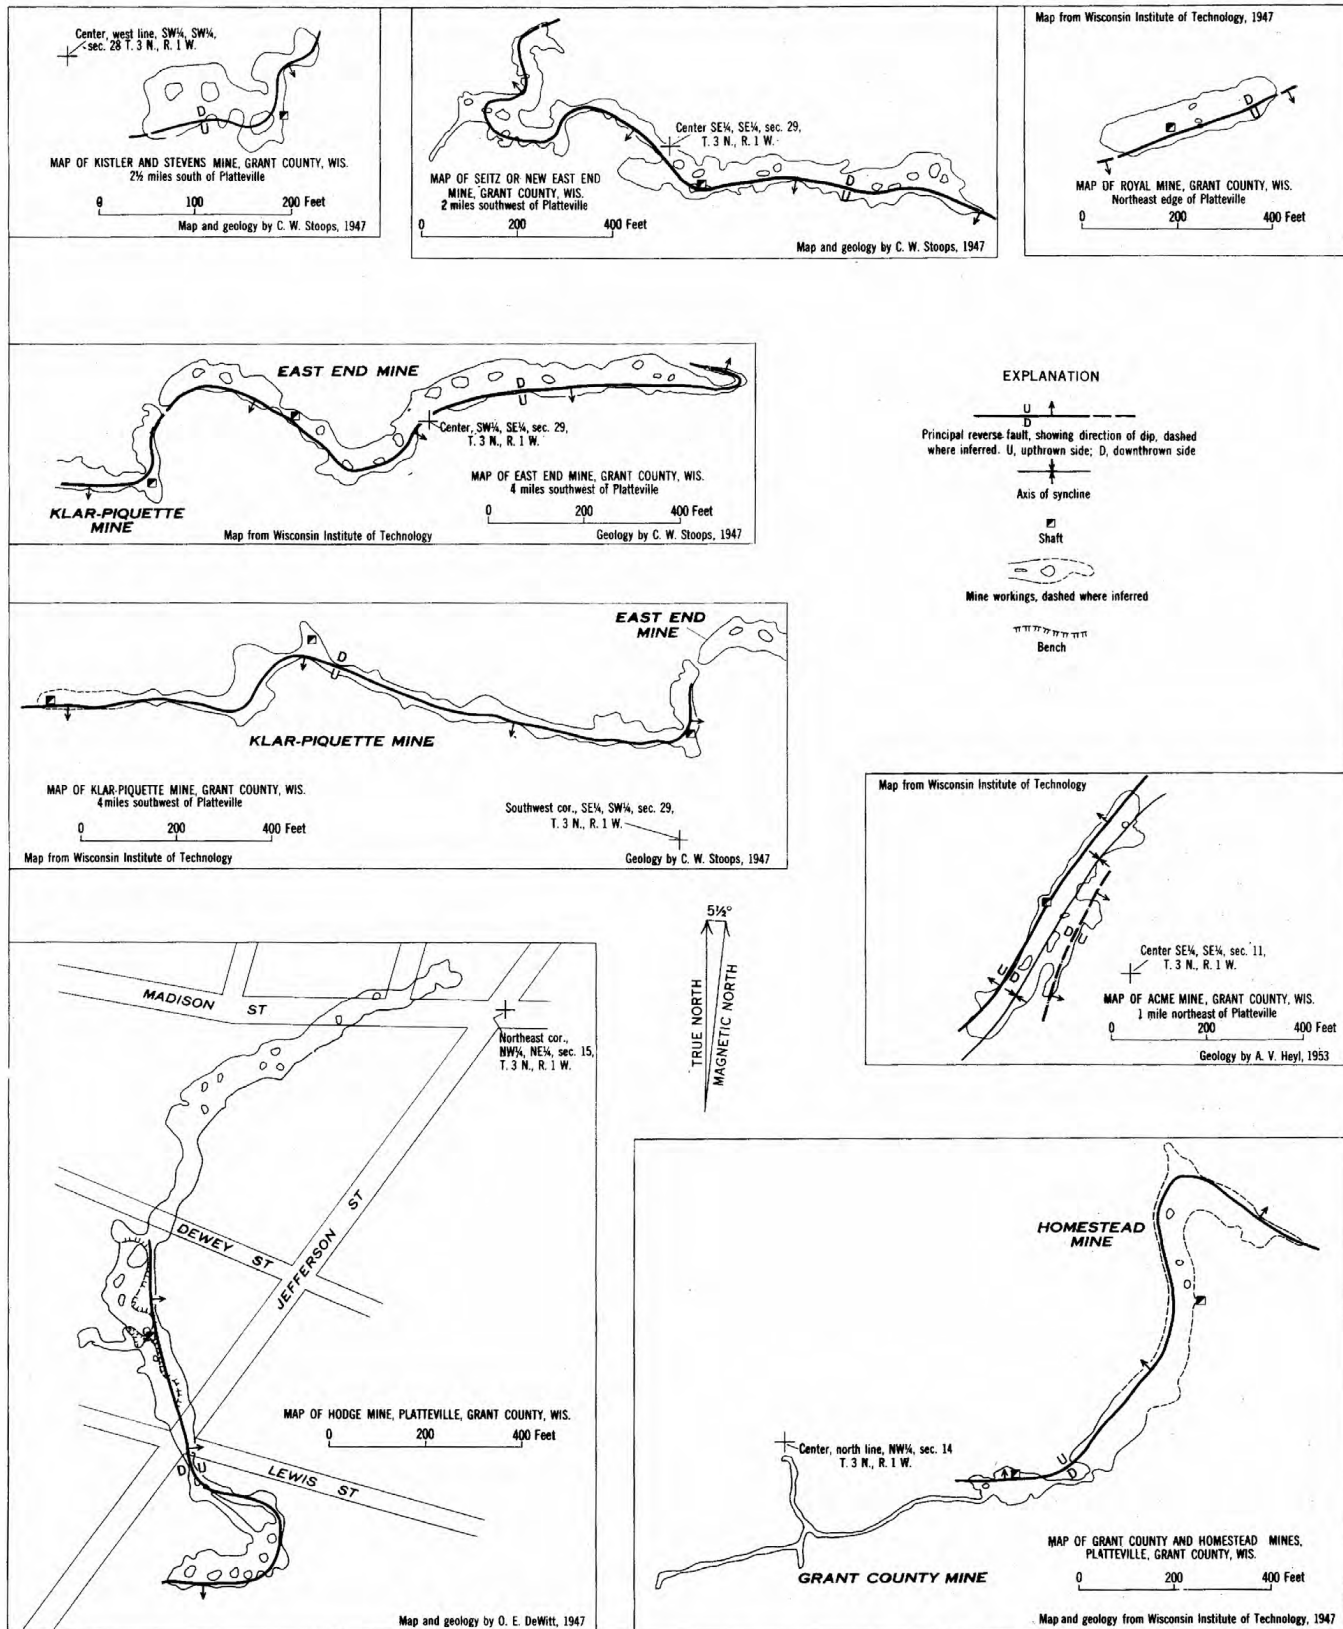 Center, west line, SW¼, SW¼,
sec. 28 T. 3 N., R. 1 W.
D
U
MAP OF KISTLER AND STEVENS MINE, GRANT COUNTY, WIS.
2½ miles south of Platteville
0 100 200 Feet
Map and geology by C. W. Stoops, 1947
Center SE¼, SE¼, sec. 29,
T. 3 N., R. 1 W.
D
U
MAP OF SEITZ OR NEW EAST END
MINE, GRANT COUNTY, WIS.
2 miles southwest of Platteville
0 200 400 Feet
Map and geology by C. W. Stoops, 1947
Map from Wisconsin Institute of Technology, 1947
D
U
MAP OF ROYAL MINE, GRANT COUNTY, WIS.
Northeast edge of Platteville
0 200 400 Feet
EAST END MINE
D
U
Center, SW¼, SE¼, sec. 29,
T. 3 N., R. 1 W.
KLAR-PIQUETTE
MINE
MAP OF EAST END MINE, GRANT COUNTY, WIS.
4 miles southwest of Platteville
0 200 400 Feet
Map from Wisconsin Institute of Technology
Geology by C. W. Stoops, 1947
EXPLANATION
U
D
Principal reverse fault, showing direction of dip, dashed
where inferred. U, upthrown side; D, downthrown side
Axis of syncline
Shaft
Mine workings, dashed where inferred
Bench
EAST END
MINE
D
U
KLAR-PIQUETTE MINE
MAP OF KLAR-PIQUETTE MINE, GRANT COUNTY, WIS.
4 miles southwest of Platteville
0 200 400 Feet
Southwest cor., SE¼, SW¼, sec. 29,
T. 3 N., R. 1 W.
Map from Wisconsin Institute of Technology
Geology by C. W. Stoops, 1947
Map from Wisconsin Institute of Technology
D U
U D
Center SE¼, SE¼, sec. 11,
T. 3 N., R. 1 W.
MAP OF ACME MINE, GRANT COUNTY, WIS.
1 mile northeast of Platteville
0 200 400 Feet
Geology by A. V. Heyl, 1953
5½°
TRUE NORTH
MAGNETIC NORTH
MADISON ST
Northeast cor.,
NW¼, NE¼, sec. 15,
T. 3 N., R. 1 W.
DEWEY ST
JEFFERSON ST
MAP OF HODGE MINE, PLATTEVILLE, GRANT COUNTY, WIS.
0 200 400 Feet
D U
LEWIS ST
Map and geology by O. E. DeWitt, 1947
HOMESTEAD
MINE
Center, north line, NW¼, sec. 14
T. 3 N., R. 1 W.
U
D
GRANT COUNTY MINE
MAP OF GRANT COUNTY AND HOMESTEAD MINES,
PLATTEVILLE, GRANT COUNTY, WIS.
0 200 400 Feet
Map and geology from Wisconsin Institute of Technology, 1947